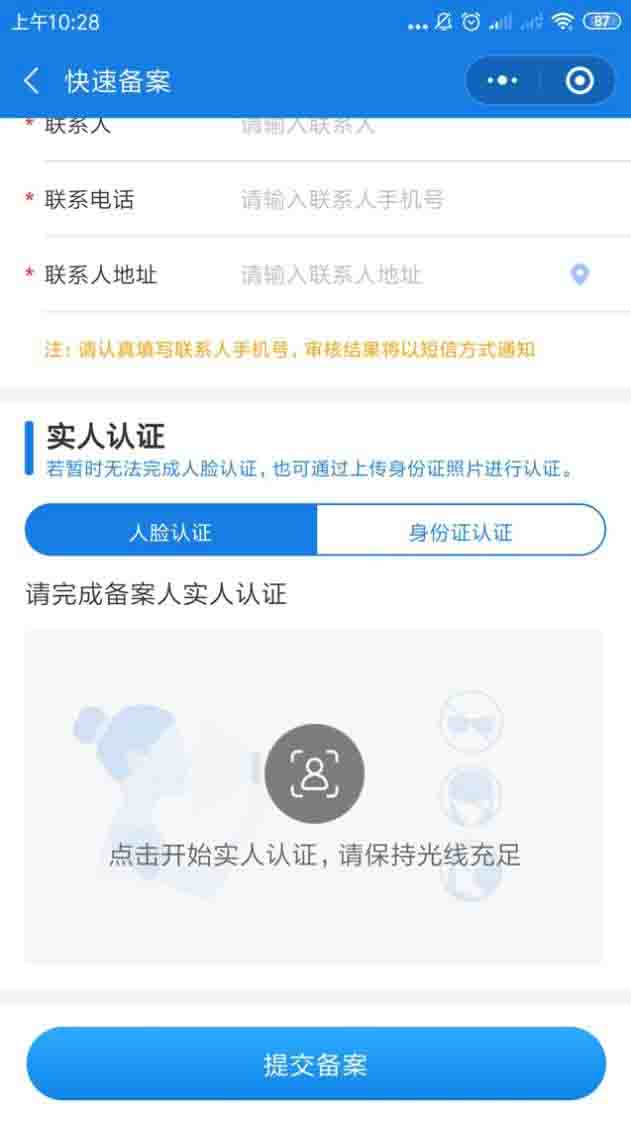 上午10:28
87
快速备案
* 联系人 请输入联系人
* 联系电话 请输入联系人手机号
* 联系人地址 请输入联系人地址
注：请认真填写联系人手机号，审核结果将以短信方式通知
实人认证
若暂时无法完成人脸认证，也可通过上传身份证照片进行认证。
人脸认证 身份证认证
请完成备案人实人认证
点击开始实人认证，请保持光线充足
提交备案